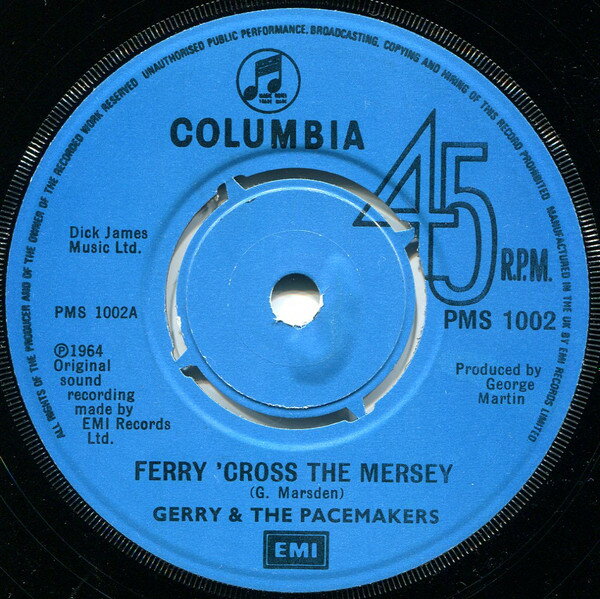 ALL RIGHTS OF THE PRODUCER AND OF THE OWNER OF THE RECORDED WORK RESERVED UNAUTHORISED PUBLIC PERFORMANCE, BROADCASTING, COPYING AND HIRING OF THIS RECORD PROHIBITED MANUFACTURED IN THE UK BY EMI RECORDS LIMITED
COLUMBIA
45
R.P.M.
Dick James
Music Ltd.
PMS 1002A
PMS 1002
℗1964
Original
sound
recording
made by
EMI Records
Ltd.
Produced by
George
Martin
FERRY 'CROSS THE MERSEY
(G. Marsden)
GERRY & THE PACEMAKERS
EMI